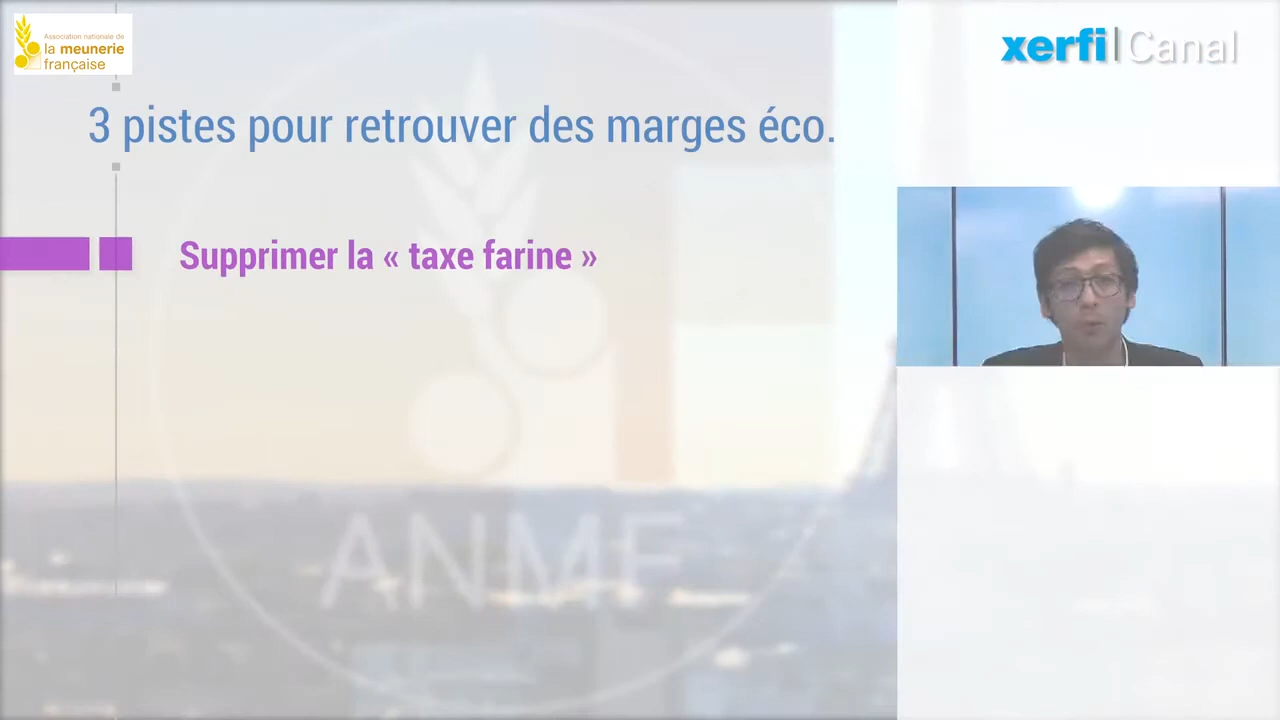 Association nationale de
la meunerie
française
xerfi Canal
3 pistes pour retrouver des marges éco.
Supprimer la « taxe farine »
ANMF